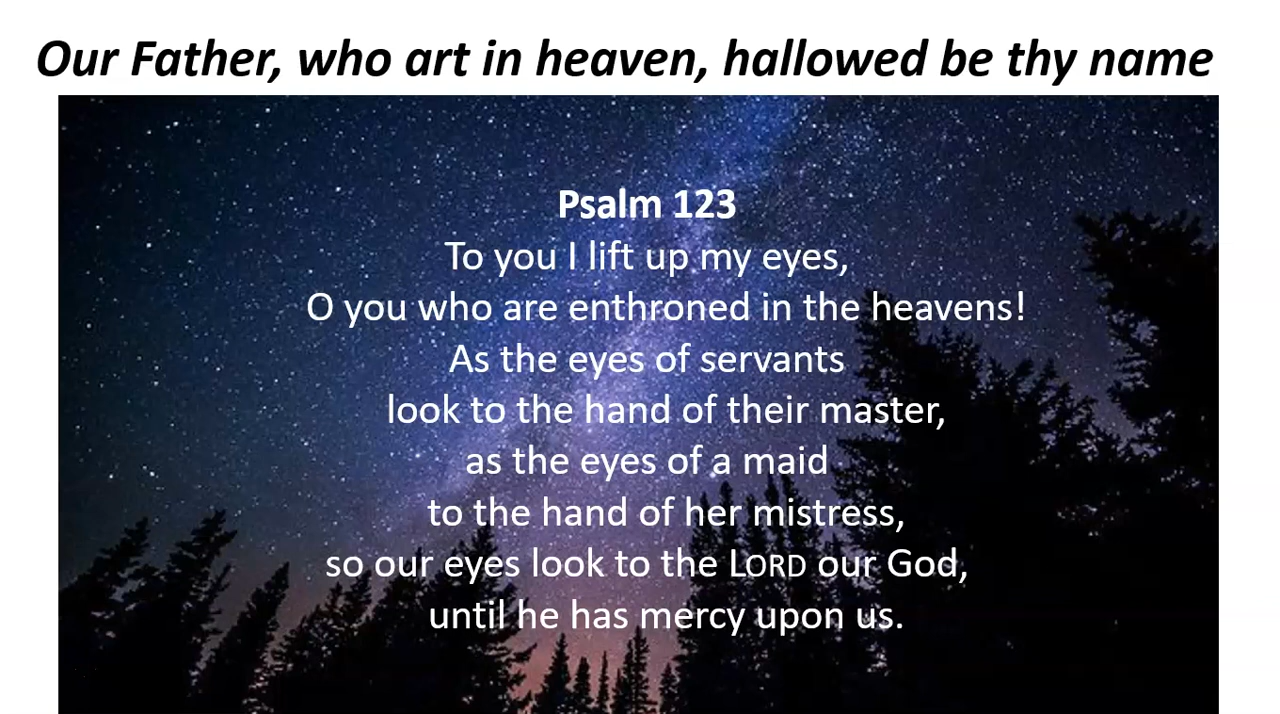 Our Father, who art in heaven, hallowed be thy name
Psalm 123
To you I lift up my eyes,
O you who are enthroned in the heavens!
As the eyes of servants
look to the hand of their master,
as the eyes of a maid
to the hand of her mistress,
so our eyes look to the LORD our God,
until he has mercy upon us.